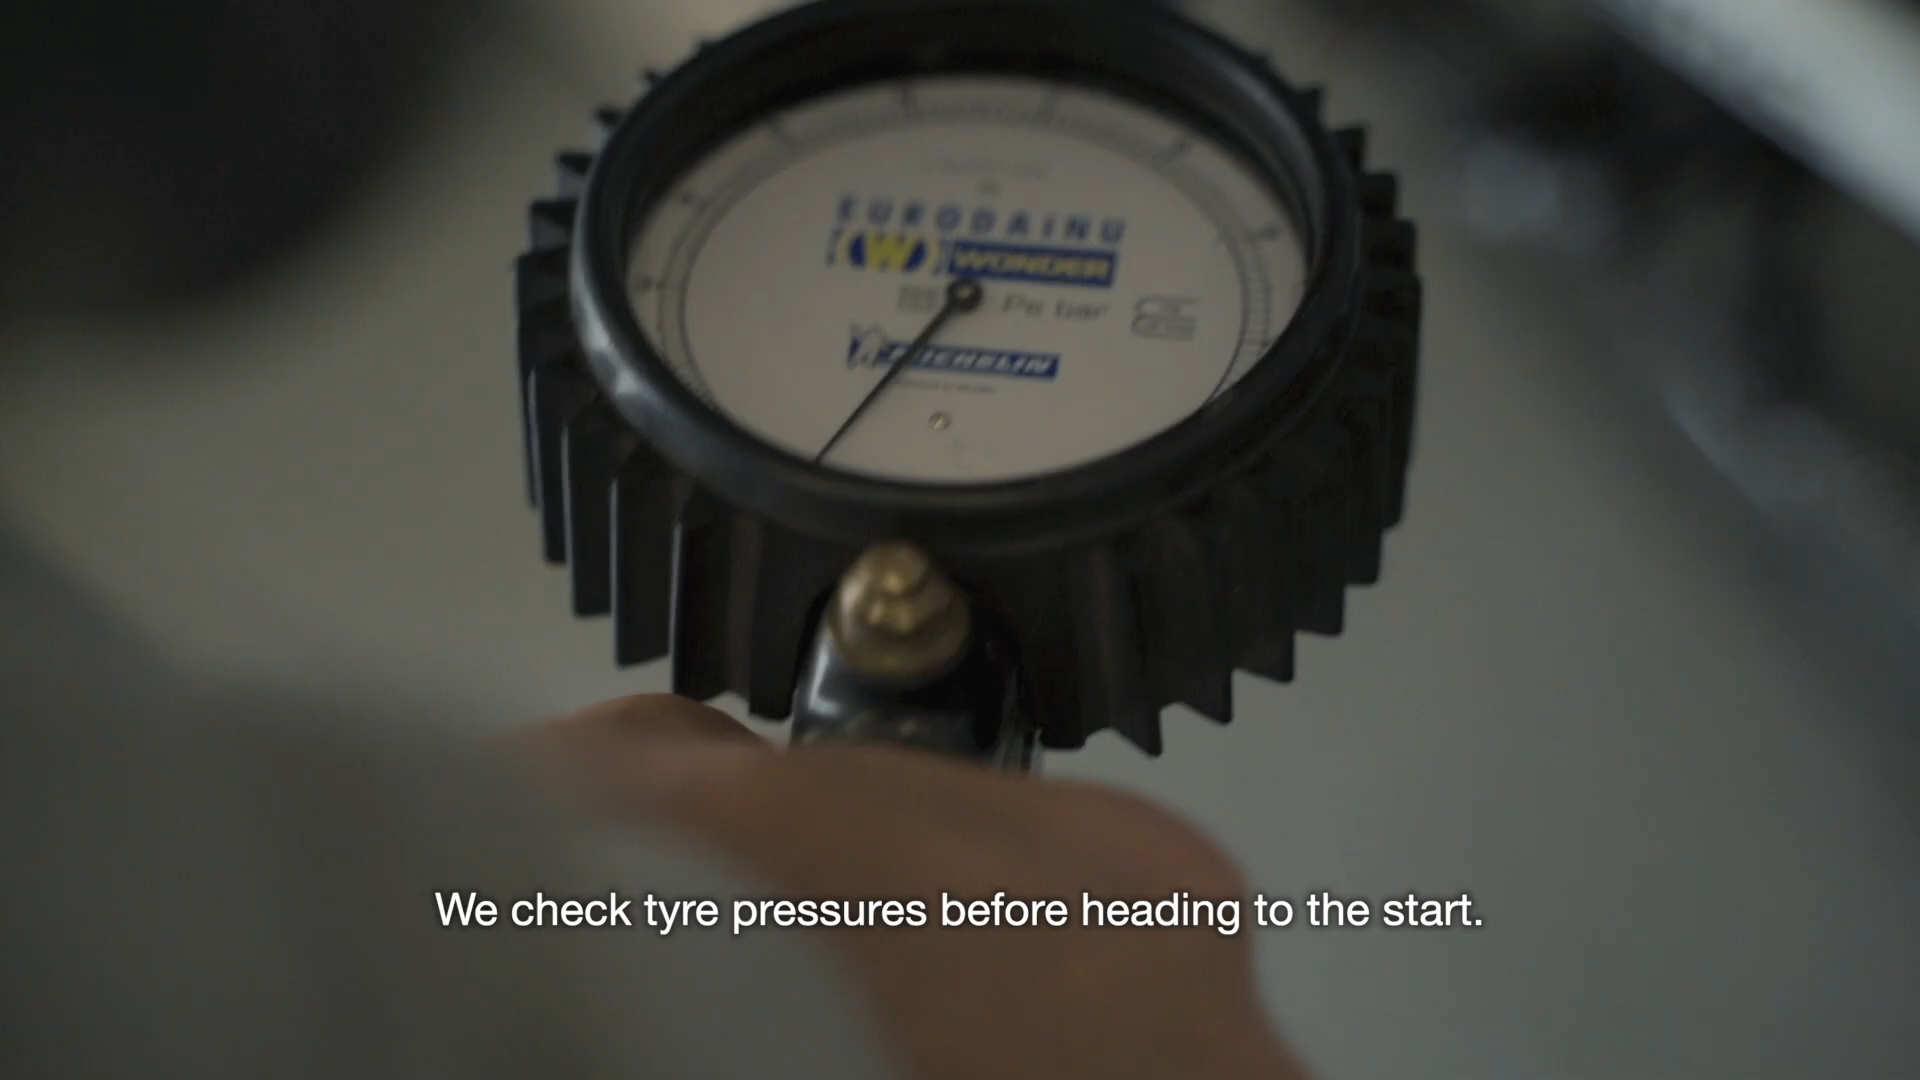 EURODAINU
W WONDER
bar
MICHELIN
We check tyre pressures before heading to the start.